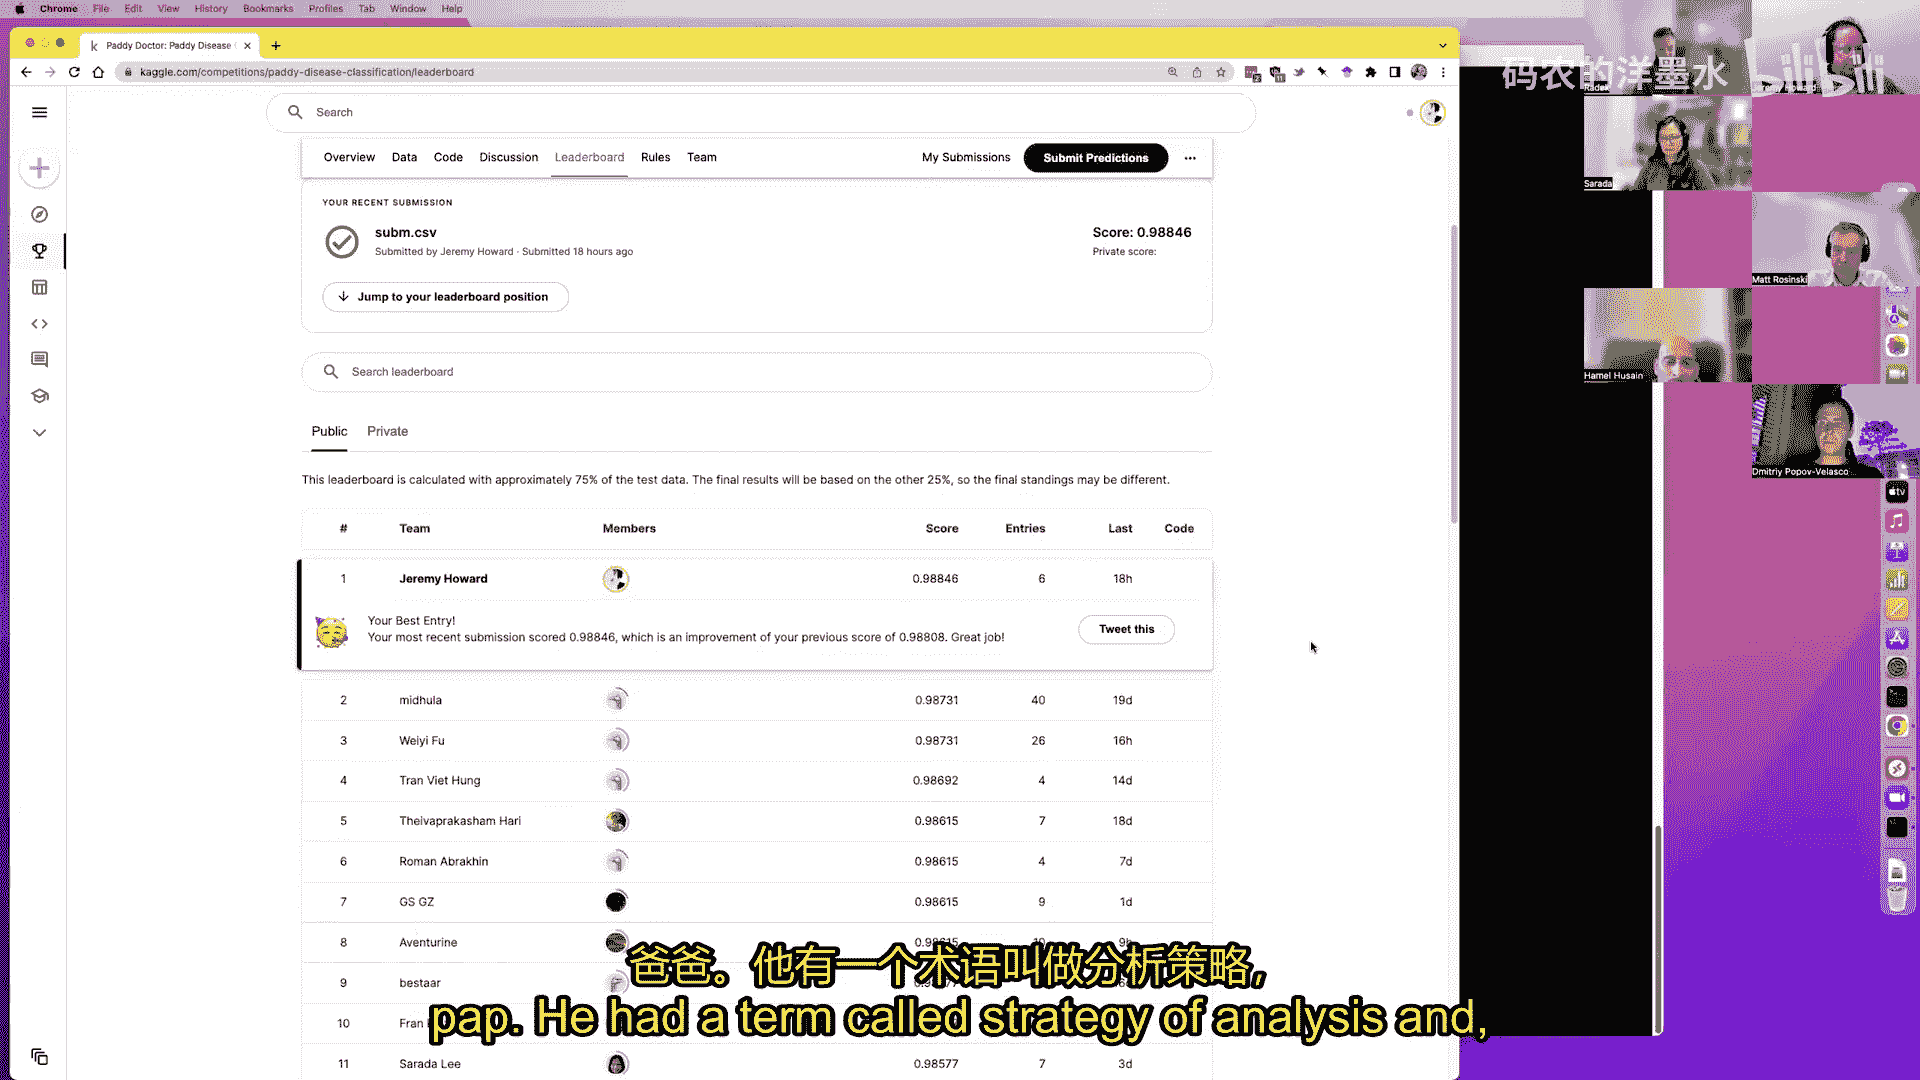 Chrome File Edit View History Bookmarks Profiles Tab Window Help
Paddy Doctor: Paddy Disease
kaggle.com/competitions/paddy-disease-classification/leaderboard
码农的洋墨水 bilibili
Search
Overview Data Code Discussion Leaderboard Rules Team My Submissions Submit Predictions
YOUR RECENT SUBMISSION
subm.csv Score: 0.98846
Submitted by Jeremy Howard · Submitted 18 hours ago Private score:
Jump to your leaderboard position
Search leaderboard
Public Private
This leaderboard is calculated with approximately 75% of the test data. The final results will be based on the other 25%, so the final standings may be different.
# Team Members Score Entries Last Code
1 Jeremy Howard 0.98846 6 18h
Your Best Entry!
Your most recent submission scored 0.98846, which is an improvement of your previous score of 0.98808. Great job!
Tweet this
2 midhula 0.98731 40 19d
3 Weiyi Fu 0.98731 26 16h
4 Tran Viet Hung 0.98692 4 14d
5 Theivaprakasham Hari 0.98615 7 18d
6 Roman Abrakhin 0.98615 4 7d
7 GS GZ 0.98615 9 1d
8 Aventurine
9 bestaar
10 Fran
11 Sarada Lee 0.98577 7 3d
爸爸。他有一个术语叫做分析策略,
pap. He had a term called strategy of analysis and,
Radek
Jeremy Howard
Sarada
Matt Rosinski
Hamel Husain
Dmitriy Popov-Velasco
tv